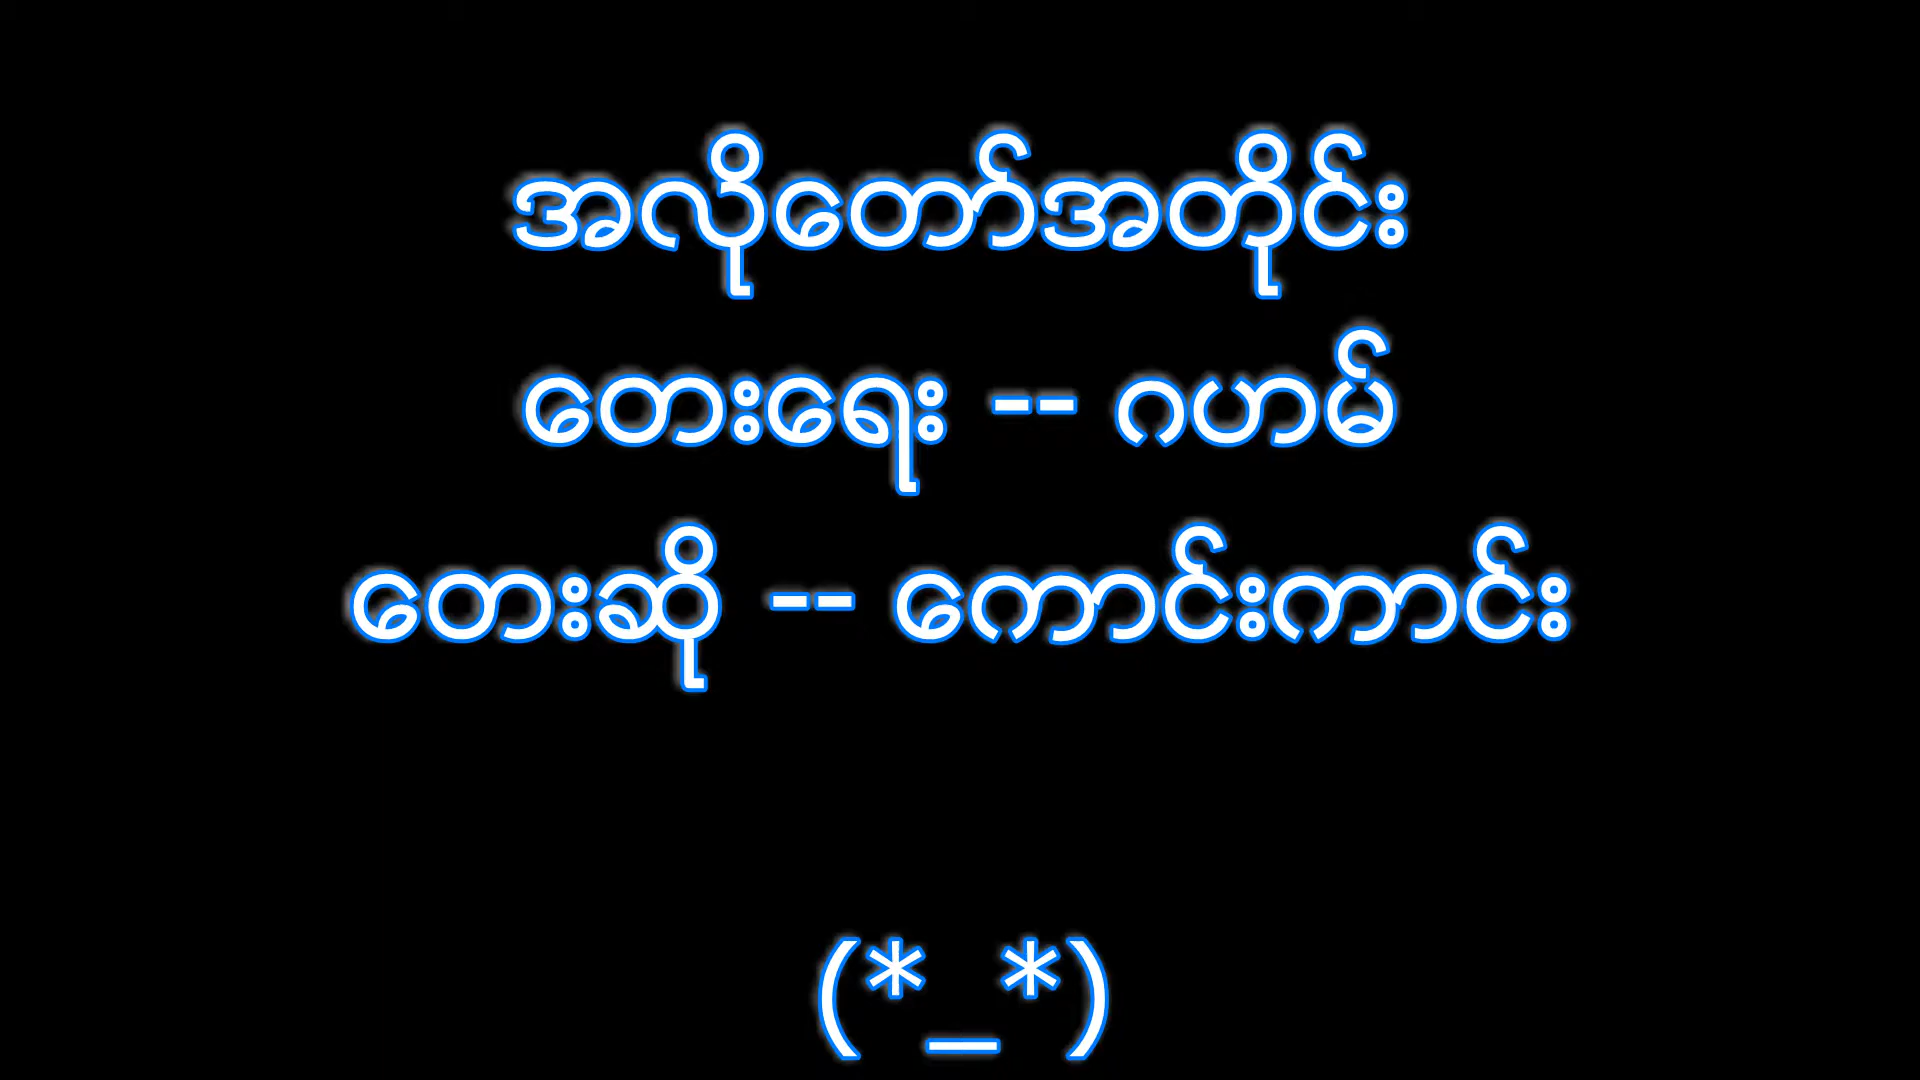 အလိုတော်အတိုင်း
တေးရေး -- ဂဟာမ်
တေးဆို -- ကောင်းကာင်း
(*_*)